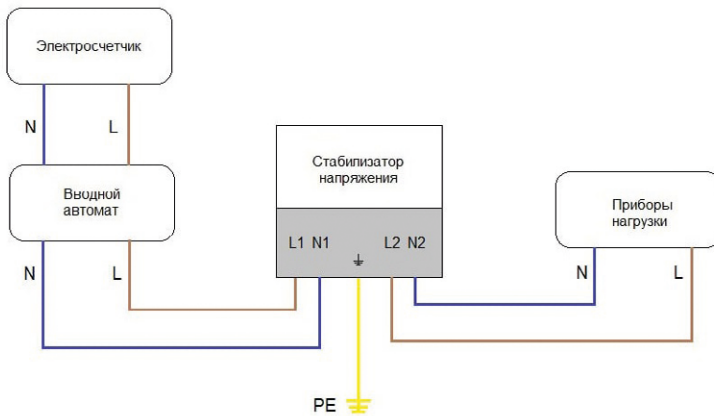 Электросчетчик
N L
Вводной
автомат
Стабилизатор
напряжения
Приборы
нагрузки
L1 N1 L2 N2
N L
N L
PE